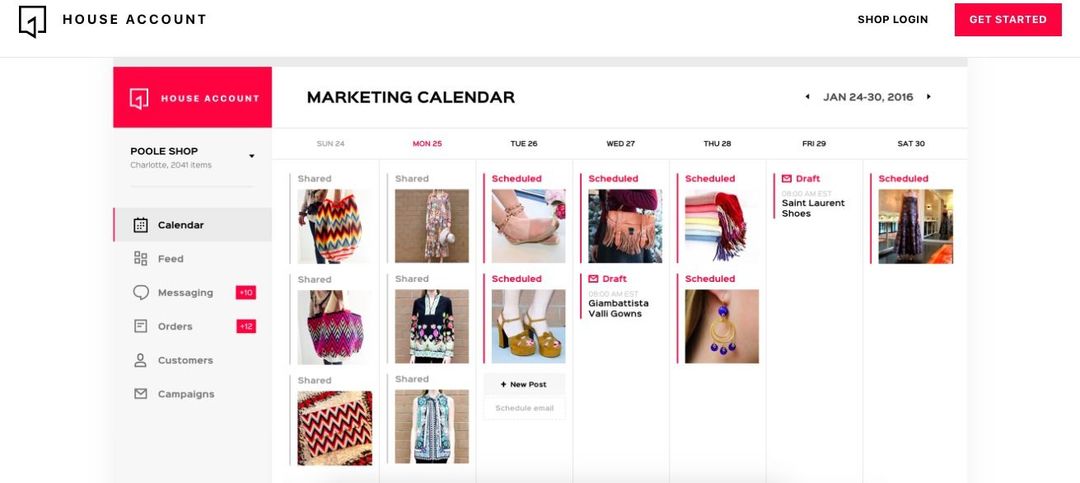 HOUSE ACCOUNT
SHOP LOGIN
GET STARTED
HOUSE ACCOUNT
MARKETING CALENDAR
JAN 24-30, 2016
POOLE SHOP
Charlotte, 2041 items
SUN 24
MON 25
TUE 26
WED 27
THU 28
FRI 29
SAT 30
Calendar
Feed
Messaging
+10
Orders
+12
Customers
Campaigns
Shared
Shared
Scheduled
Scheduled
Scheduled
Draft
08:00 AM EST
Saint Laurent
Shoes
Scheduled
Shared
Shared
Scheduled
Draft
08:00 AM EST
Giambattista
Valli Gowns
Scheduled
Shared
Shared
+ New Post
Schedule email